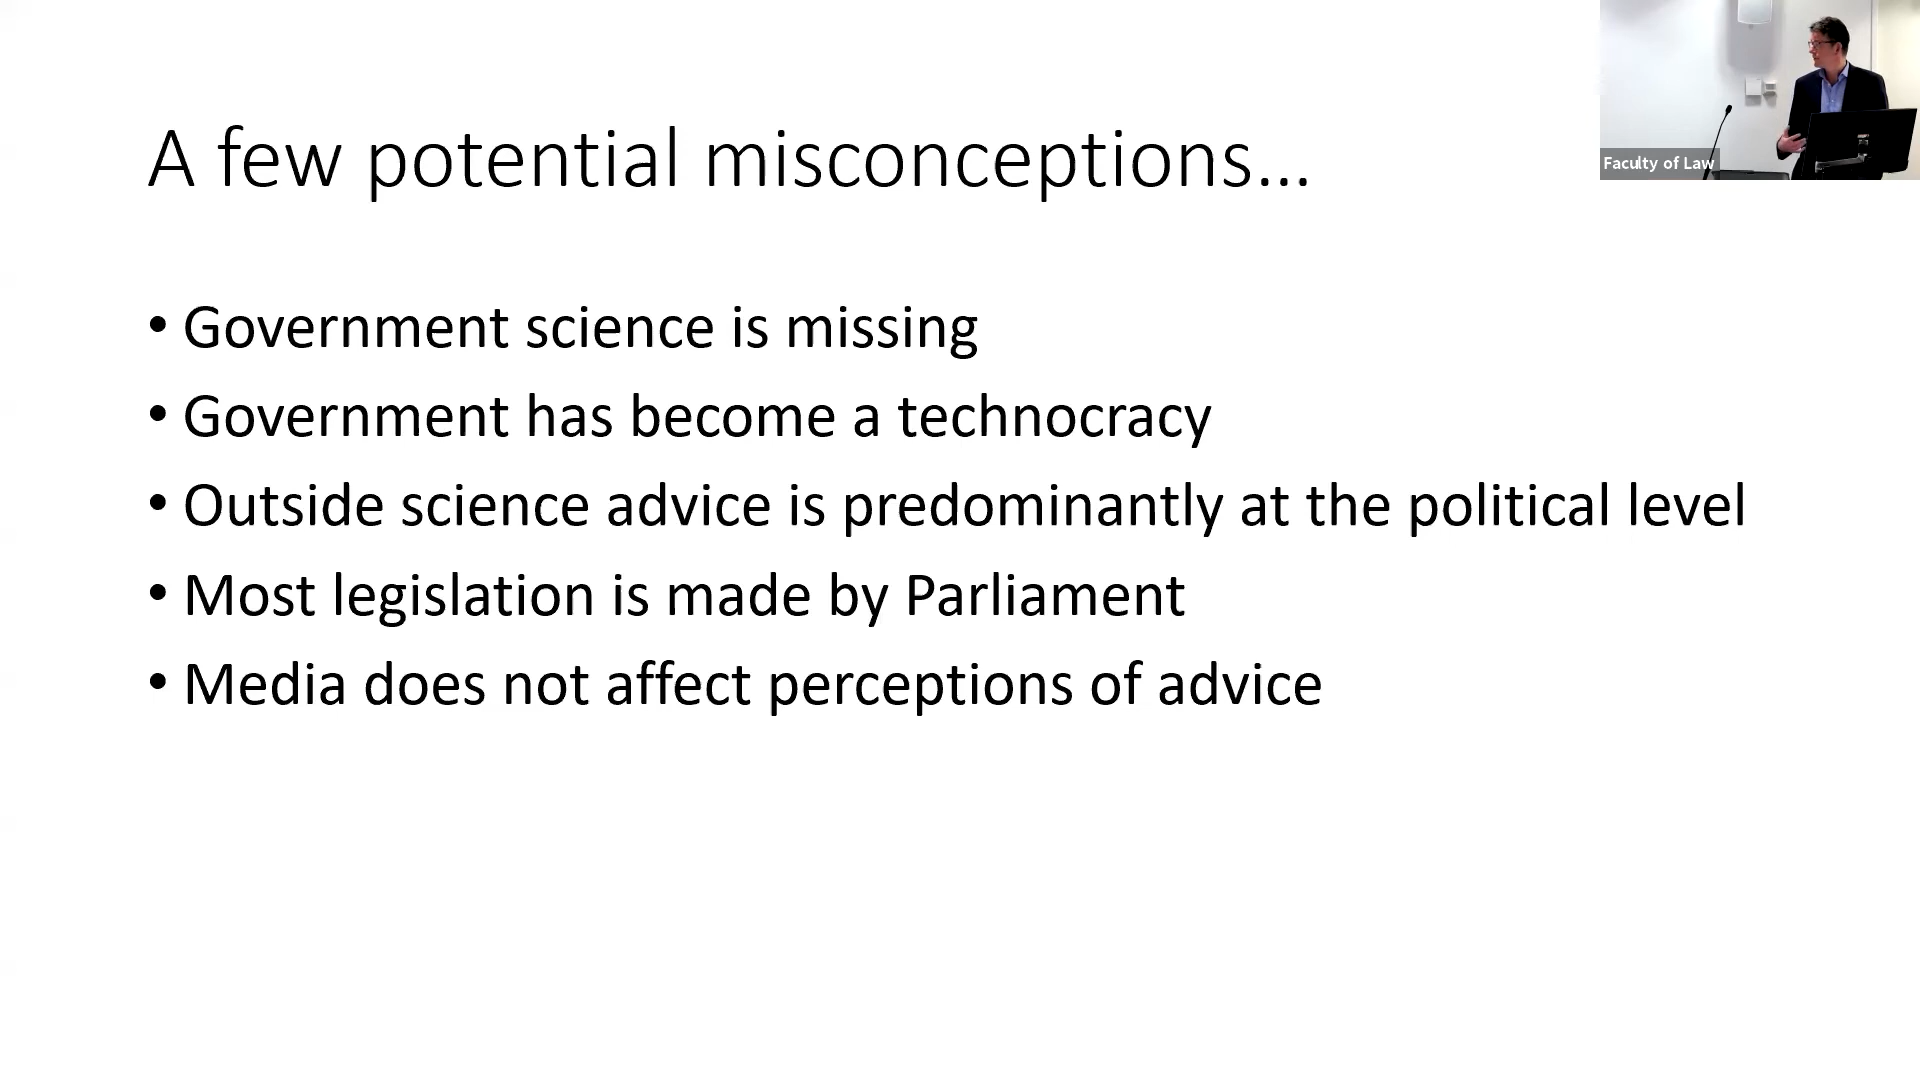 A few potential misconceptions...
Faculty of Law
• Government science is missing
• Government has become a technocracy
• Outside science advice is predominantly at the political level
• Most legislation is made by Parliament
• Media does not affect perceptions of advice